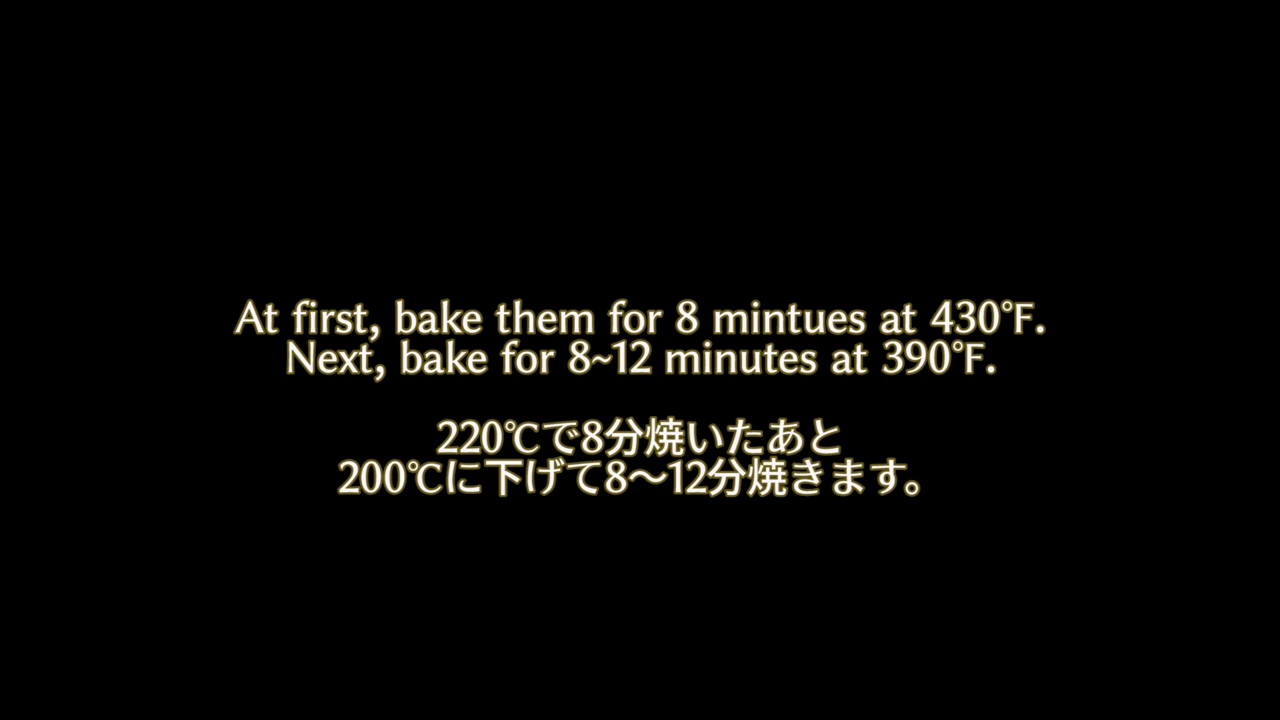 At first, bake them for 8 mintues at 430℉.
Next, bake for 8~12 minutes at 390℉.
220℃で8分焼いたあと
200℃に下げて8〜12分焼きます。